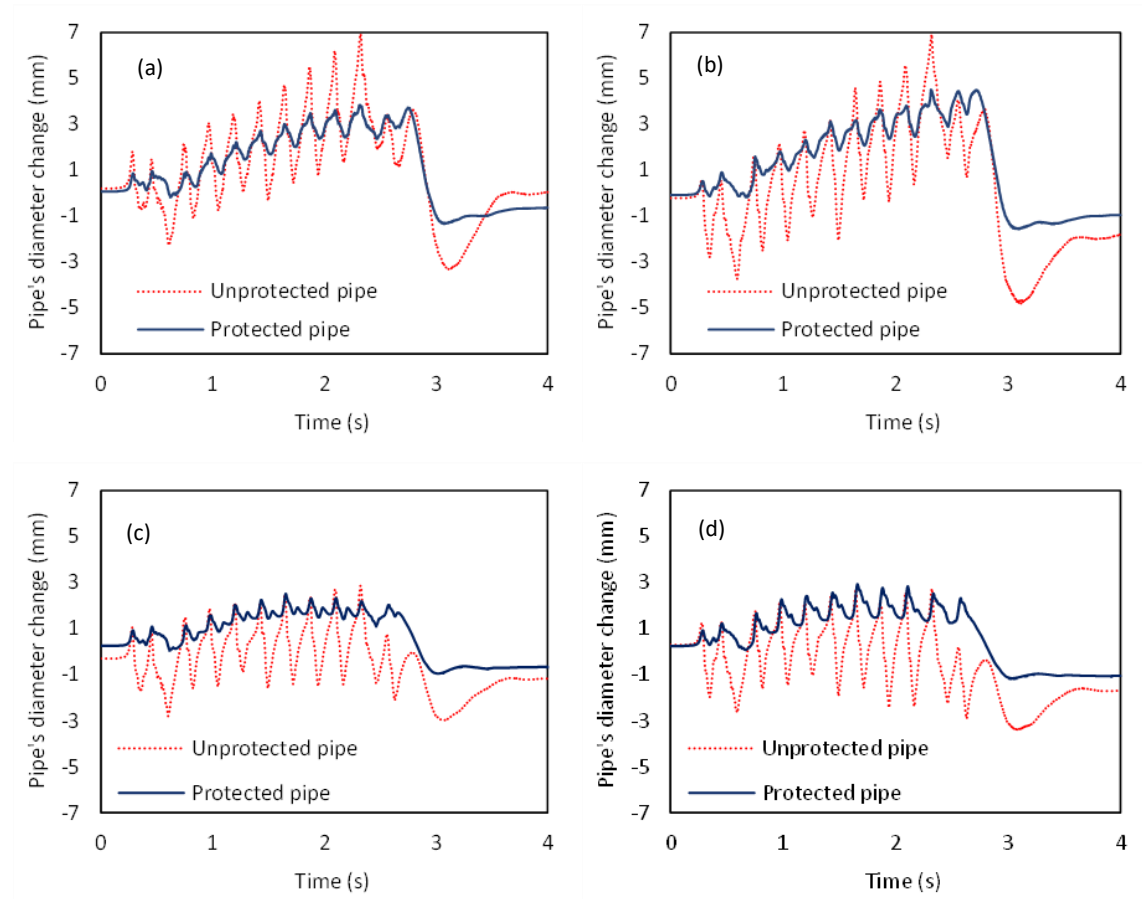 7
5
3
1
-1
-3
-5
-7
Pipe's diameter change (mm)
(a)
Unprotected pipe
Protected pipe
0 1 2 3 4
Time (s)
7
5
3
1
-1
-3
-5
-7
Pipe's diameter change (mm)
(b)
Unprotected pipe
Protected pipe
0 1 2 3 4
Time (s)
7
5
3
1
-1
-3
-5
-7
Pipe's diameter change (mm)
(c)
Unprotected pipe
Protected pipe
0 1 2 3 4
Time (s)
7
5
3
1
-1
-3
-5
-7
Pipe's diameter change (mm)
(d)
Unprotected pipe
Protected pipe
0 1 2 3 4
Time (s)